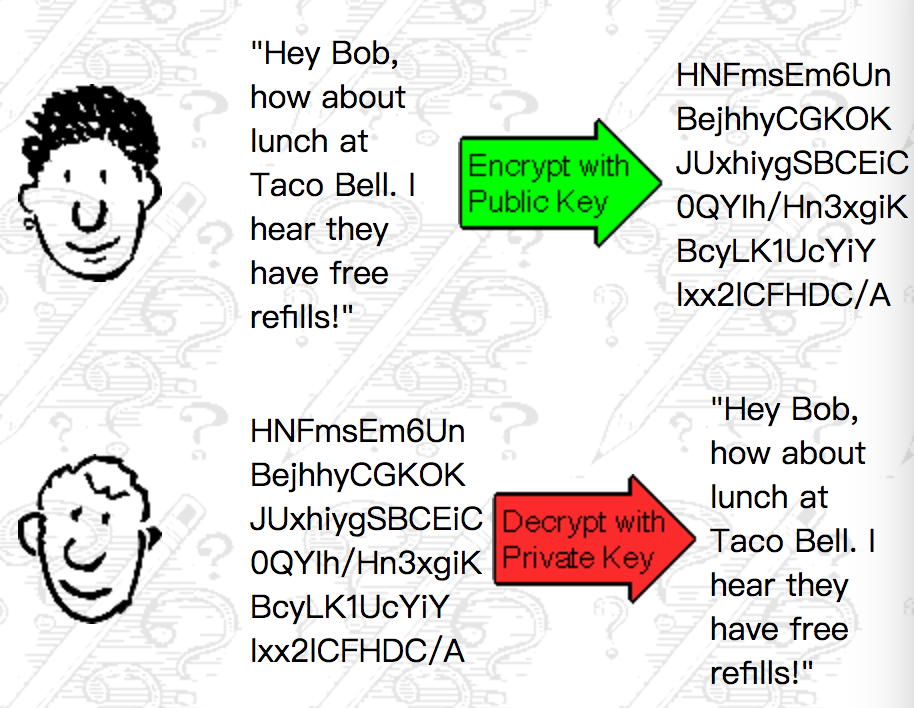 "Hey Bob,
how about
lunch at
Taco Bell. I
hear they
have free
refills!"
Encrypt with
Public Key
HNFmsEm6Un
BejhhyCGKOK
JUxhiygSBCEiC
0QYIh/Hn3xgiK
BcyLK1UcYiY
Ixx2ICFHDC/A
HNFmsEm6Un
BejhhyCGKOK
JUxhiygSBCEiC
0QYIh/Hn3xgiK
BcyLK1UcYiY
Ixx2ICFHDC/A
Decrypt with
Private Key
"Hey Bob,
how about
lunch at
Taco Bell. I
hear they
have free
refills!"